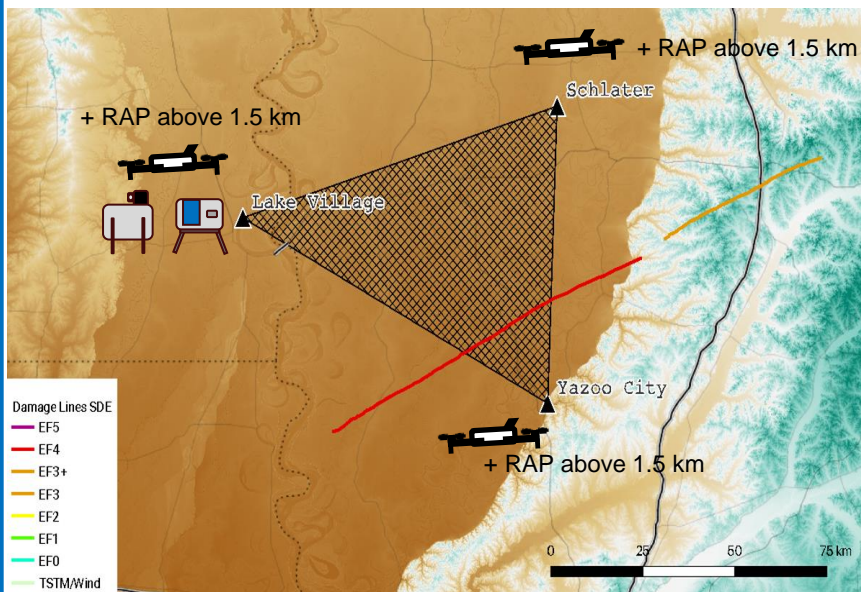 + RAP above 1.5 km
Schlater
+ RAP above 1.5 km
Lake Village
Yazoo City
+ RAP above 1.5 km
Damage Lines SDE
EF5
EF4
EF3+
EF3
EF2
EF1
EF0
TSTM/Wind
0 25 50 75 km